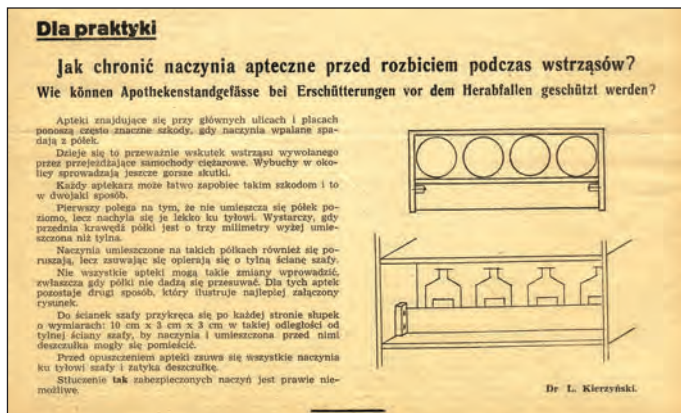 Dla praktyki
Jak chronić naczynia apteczne przed rozbiciem podczas wstrząsów?
Wie können Apothekenstandgefässe bei Erschütterungen vor dem Herabfallen geschützt werden?
Apteki znajdujące się przy głównych ulicach i placach
ponoszą często znaczne szkody, gdy naczynia wpalane spa-
dają z półek.
Dzieje się to przeważnie wskutek wstrząsu wywołanego
przez przejeżdżające samochody ciężarowe. Wybuchy w oko-
licy sprowadzają jeszcze gorsze skutki.
Każdy aptekarz może łatwo zapobiec takim szkodom i to
w dwojaki sposób.
Pierwszy polega na tym, że nie umieszcza się półek po-
ziomo, lecz nachyla się je lekko ku tyłowi. Wystarczy, gdy
przednia krawędź półki jest o trzy milimetry wyżej umie-
szczona niż tylna.
Naczynia umieszczone na takich półkach również się po-
ruszają, lecz zsuwając się opierają się o tylną ścianę szafy.
Nie wszystkie apteki mogą takie zmiany wprowadzić,
zwłaszcza gdy półki nie dadzą się przesuwać. Dla tych aptek
pozostaje drugi sposób, który ilustruje najlepiej załączony
rysunek.
Do ścianek szafy przykręca się po każdej stronie słupek
o wymiarach: 10 cm x 3 cm x 3 cm w takiej odległości od
tylnej ściany szafy, by naczynia i umieszczona przed nimi
deszczułka mogły się pomieścić.
Przed opuszczeniem apteki zsuwa się wszystkie naczynia
ku tyłowi szafy i zatyka deszczułkę.
Stłuczenie tak zabezpieczonych naczyń jest prawie nie-
możliwe.
Dr L. Kierzyński.